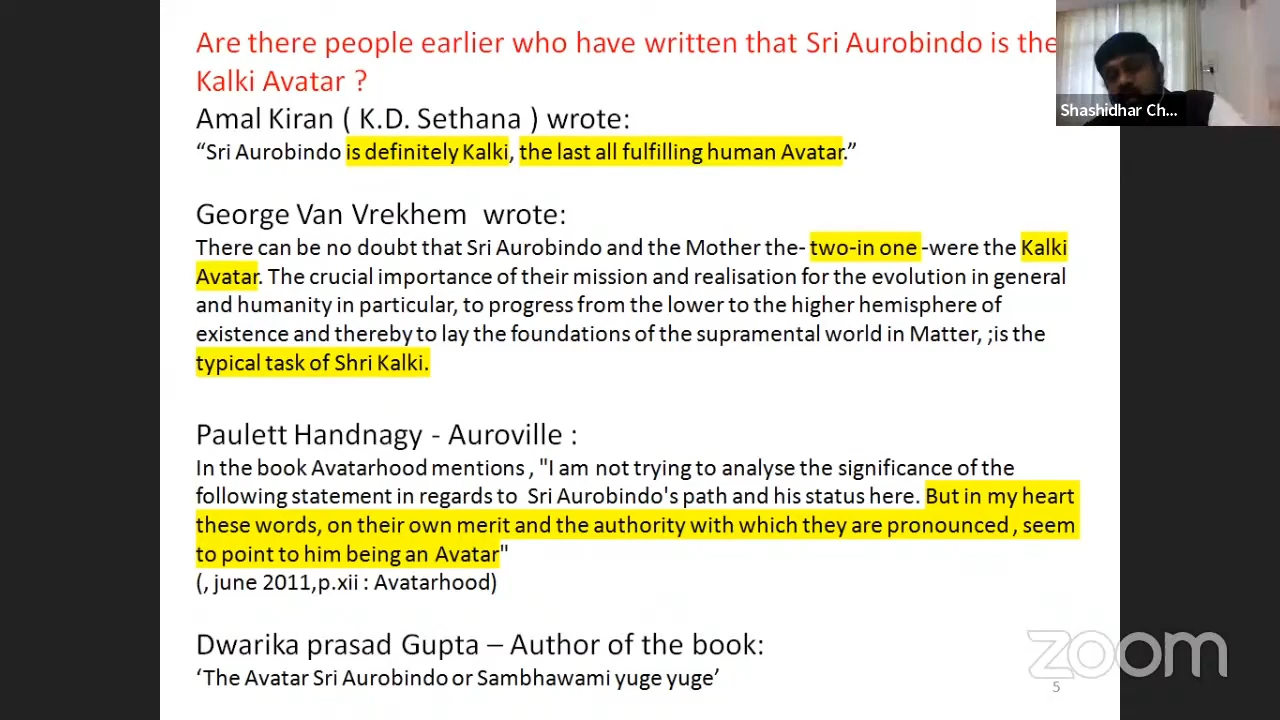 Are there people earlier who have written that Sri Aurobindo is the
Kalki Avatar ?
Amal Kiran ( K.D. Sethana ) wrote:
“Sri Aurobindo is definitely Kalki, the last all fulfilling human Avatar.”
George Van Vrekhem  wrote:
There can be no doubt that Sri Aurobindo and the Mother the- two-in one -were the Kalki
Avatar. The crucial importance of their mission and realisation for the evolution in general
and humanity in particular, to progress from the lower to the higher hemisphere of
existence and thereby to lay the foundations of the supramental world in Matter, ;is the
typical task of Shri Kalki.
Paulett Handnagy - Auroville :
In the book Avatarhood mentions , "I am not trying to analyse the significance of the
following statement in regards to  Sri Aurobindo's path and his status here. But in my heart
these words, on their own merit and the authority with which they are pronounced , seem
to point to him being an Avatar"
(, june 2011,p.xii : Avatarhood)
Dwarika prasad Gupta – Author of the book:
‘The Avatar Sri Aurobindo or Sambhawami yuge yuge’
Shashidhar Ch...
zoom
5